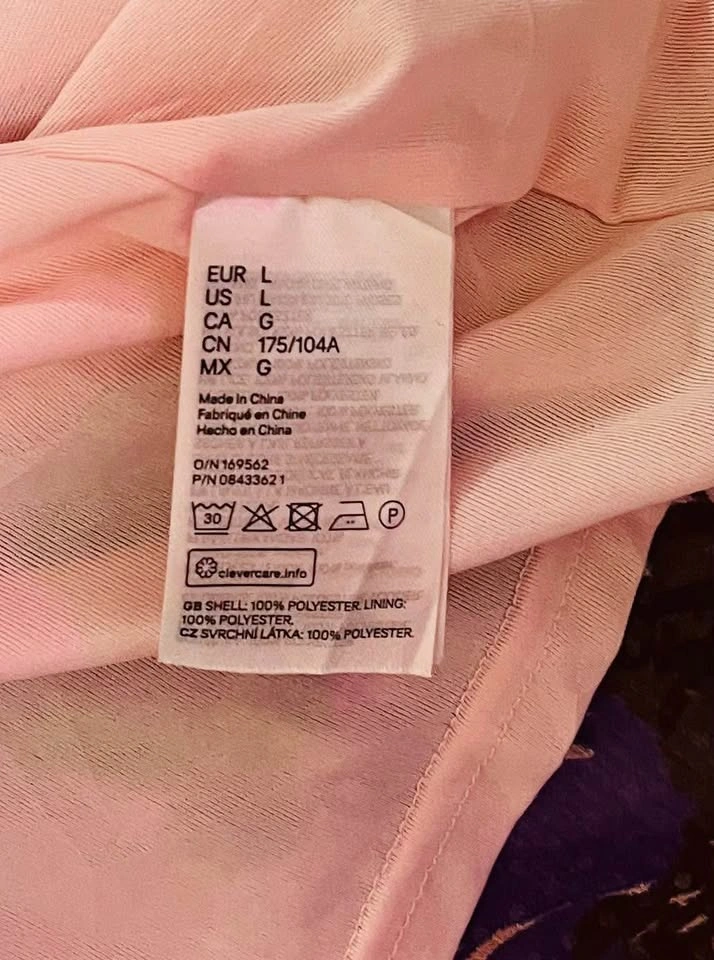 EUR L
US L
CA G
CN 175/104A
MX G
Made in China
Fabriqué en Chine
Hecho en China
O/N 169562
P/N 08433621
30
P
clevercare.info
GB SHELL: 100% POLYESTER. LINING:
100% POLYESTER.
CZ SVRCHNÍ LÁTKA: 100% POLYESTER.